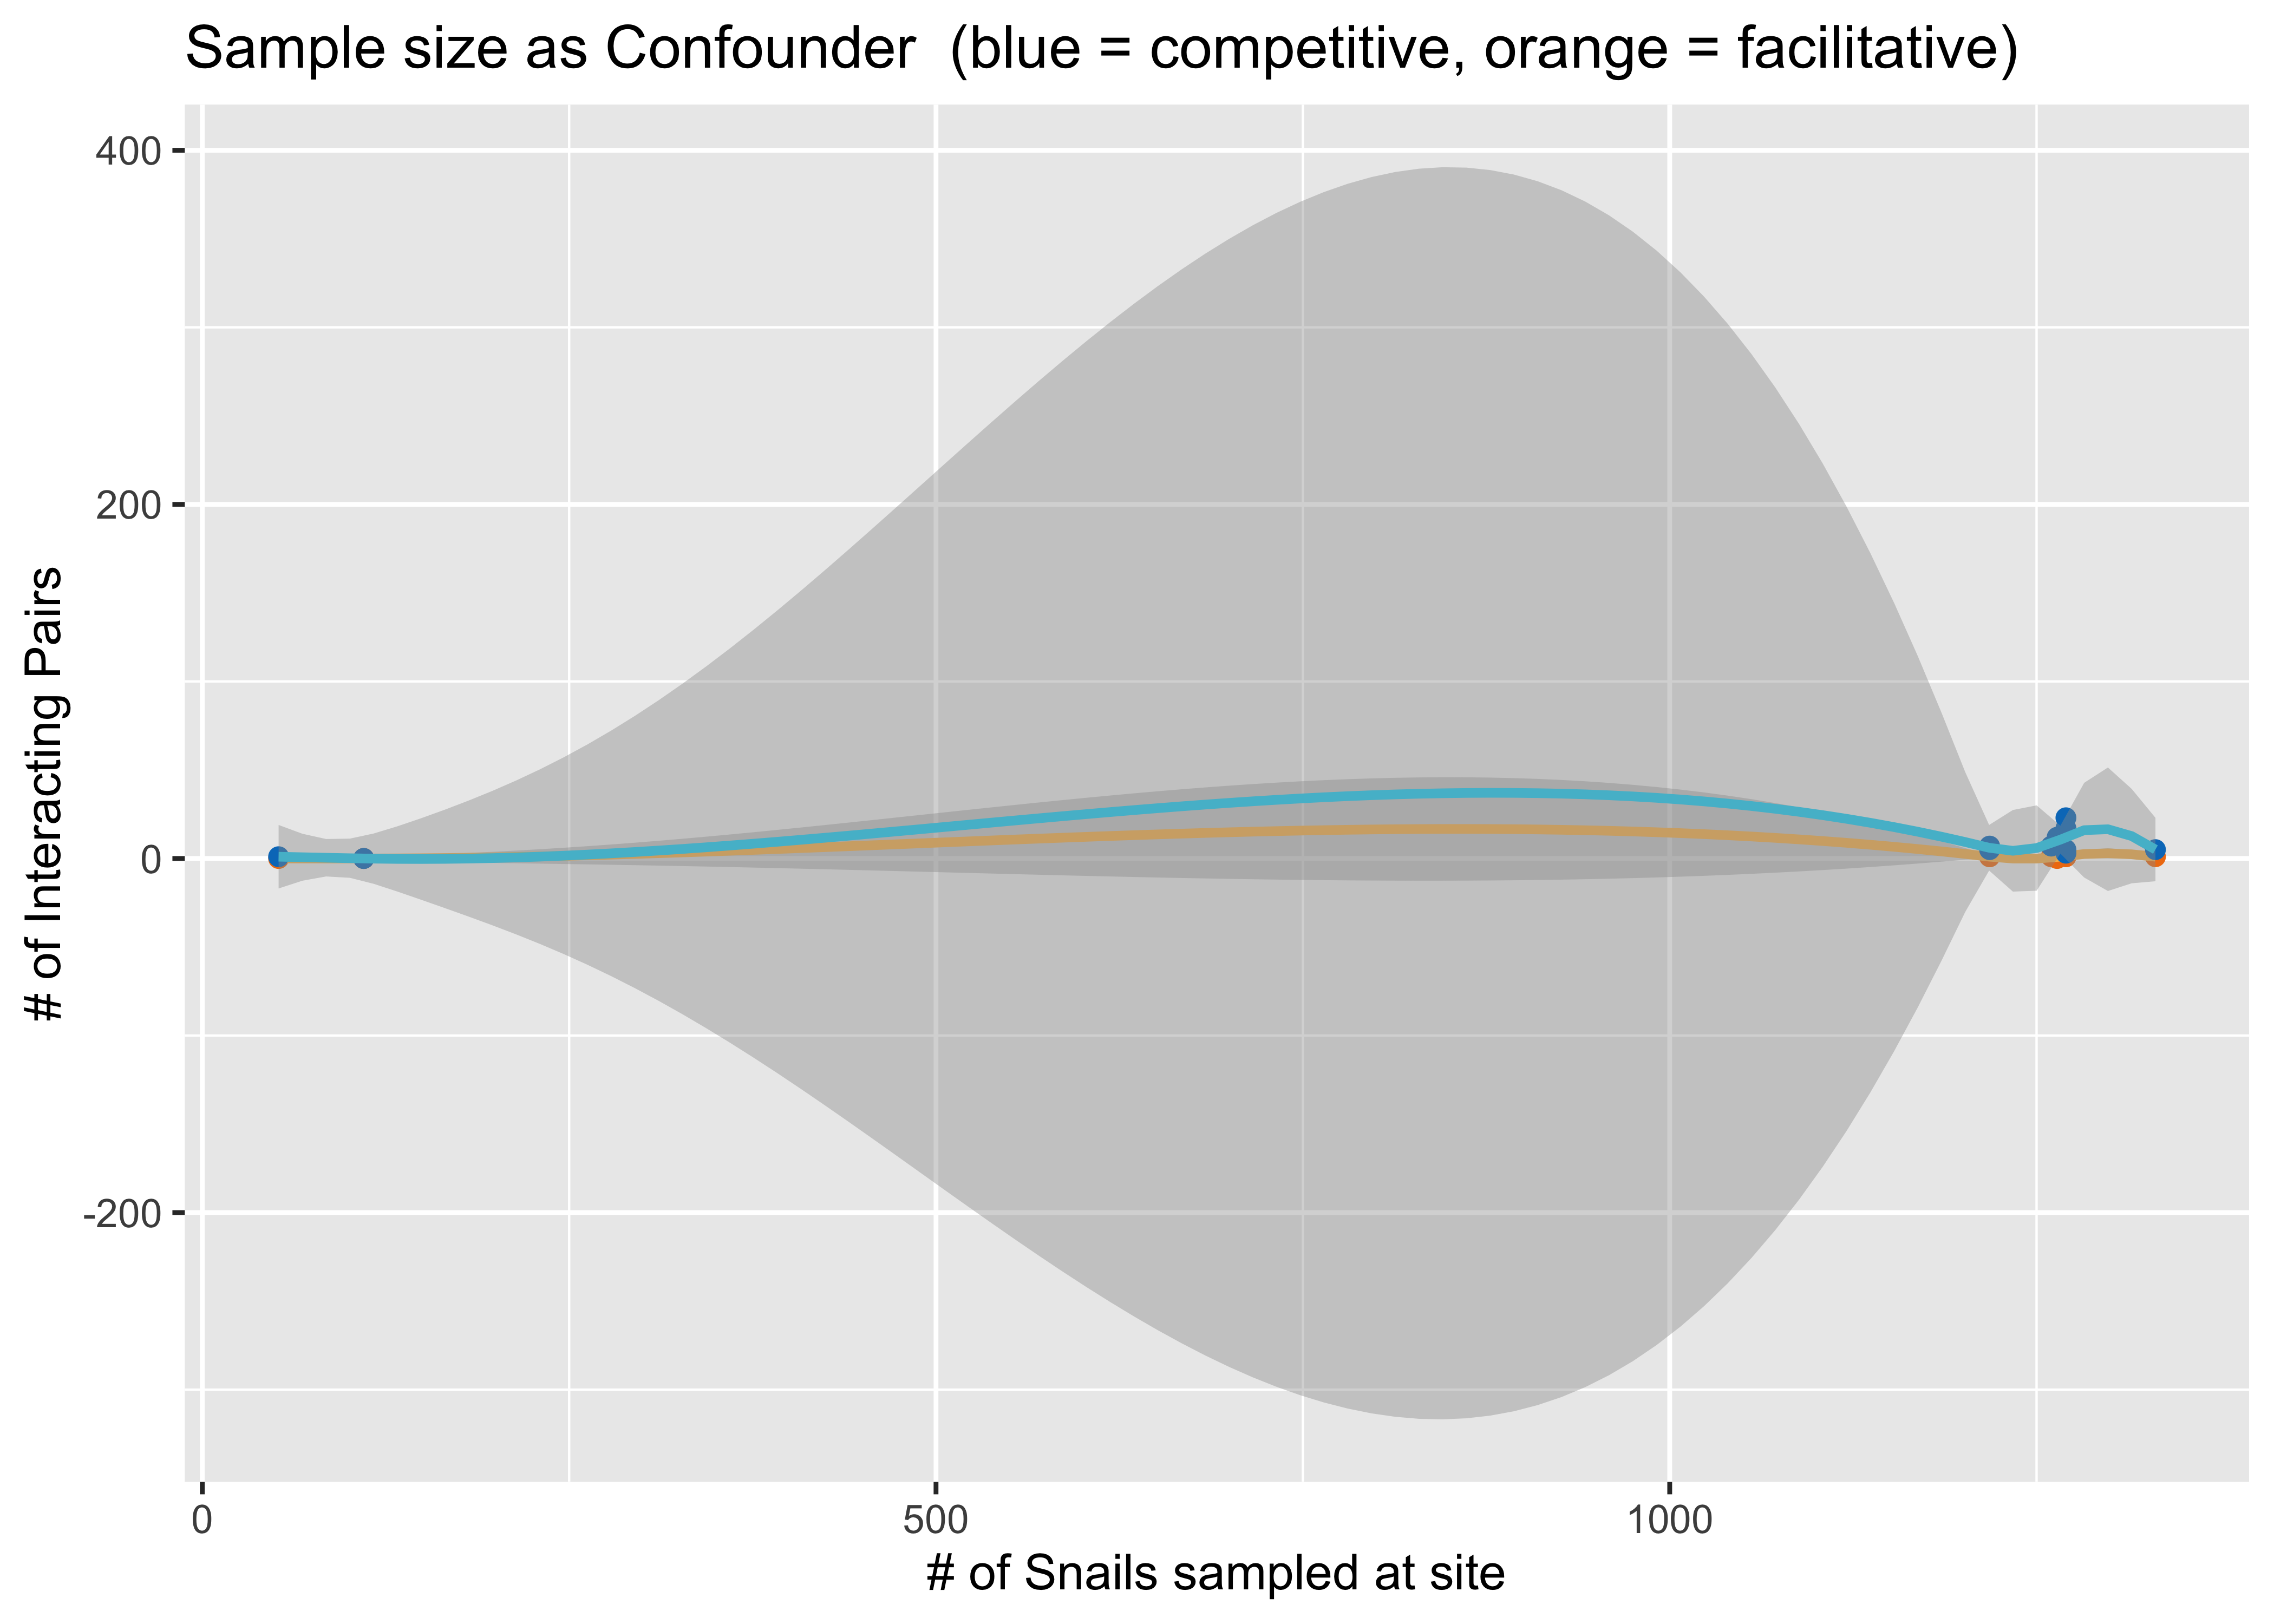 Sample size as Confounder  (blue = competitive, orange = facilitative)
400
200
0
-200
# of Interacting Pairs
0
500
1000
# of Snails sampled at site